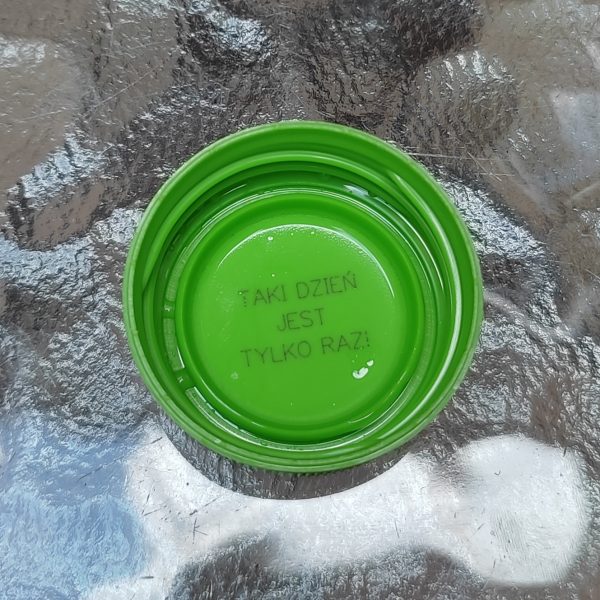 TAKI DZIEŃ
JEST
TYLKO RAZ!